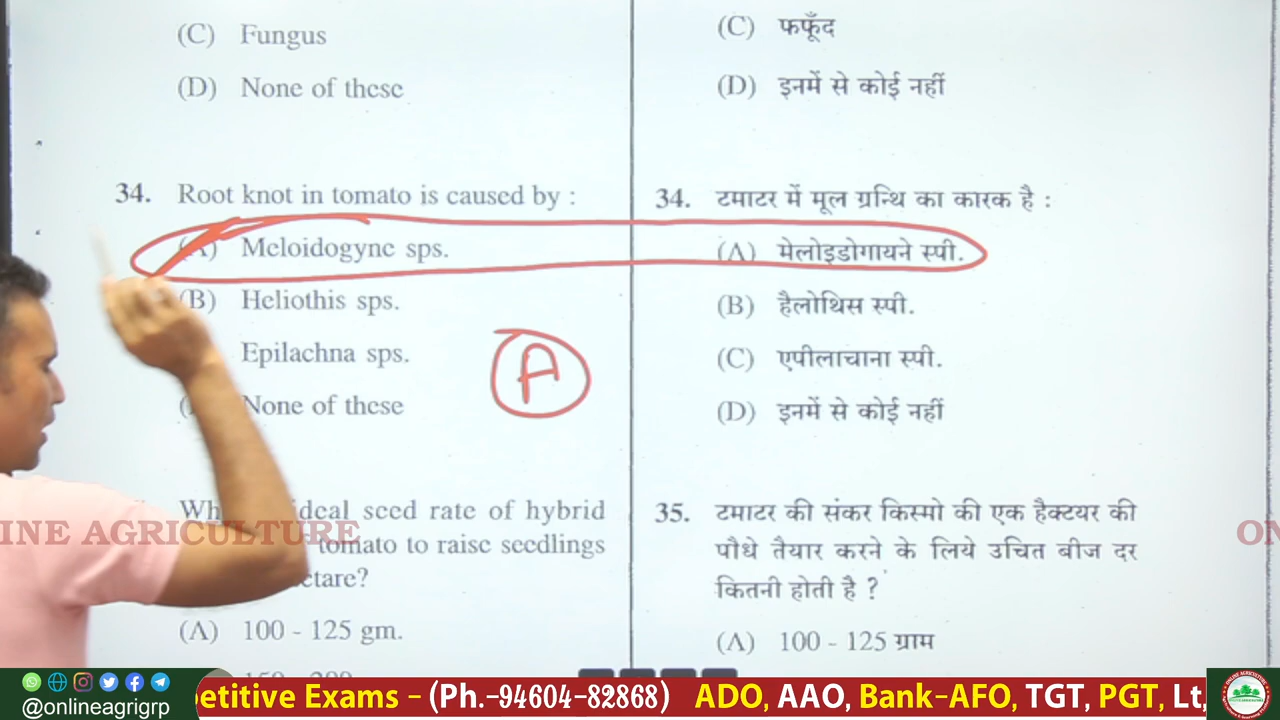 (C) Fungus
(D) None of these
34. Root knot in tomato is caused by :
(A) Meloidogyne sps.
(B) Heliothis sps.
Epilachna sps.
None of these
A
ideal seed rate of hybrid
tomato to raise seedlings
(A) 100 - 125 gm.
(C) फफूँद
(D) इनमें से कोई नहीं
34. टमाटर में मूल ग्रन्थि का कारक है :
(A) मेलोइडोगायने स्पी.
(B) हैलोथिस स्पी.
(C) एपीलाचाना स्पी.
(D) इनमें से कोई नहीं
35. टमाटर की संकर किस्मो की एक हैक्टयर की
पौधे तैयार करने के लिये उचित बीज दर
कितनी होती है ?
(A) 100 - 125 ग्राम
INE AGRICULTURE
ON
@onlineagrigrp
petitive Exams - (Ph.-94604-82868) ADO, AAO, Bank-AFO, TGT, PGT, Lt,